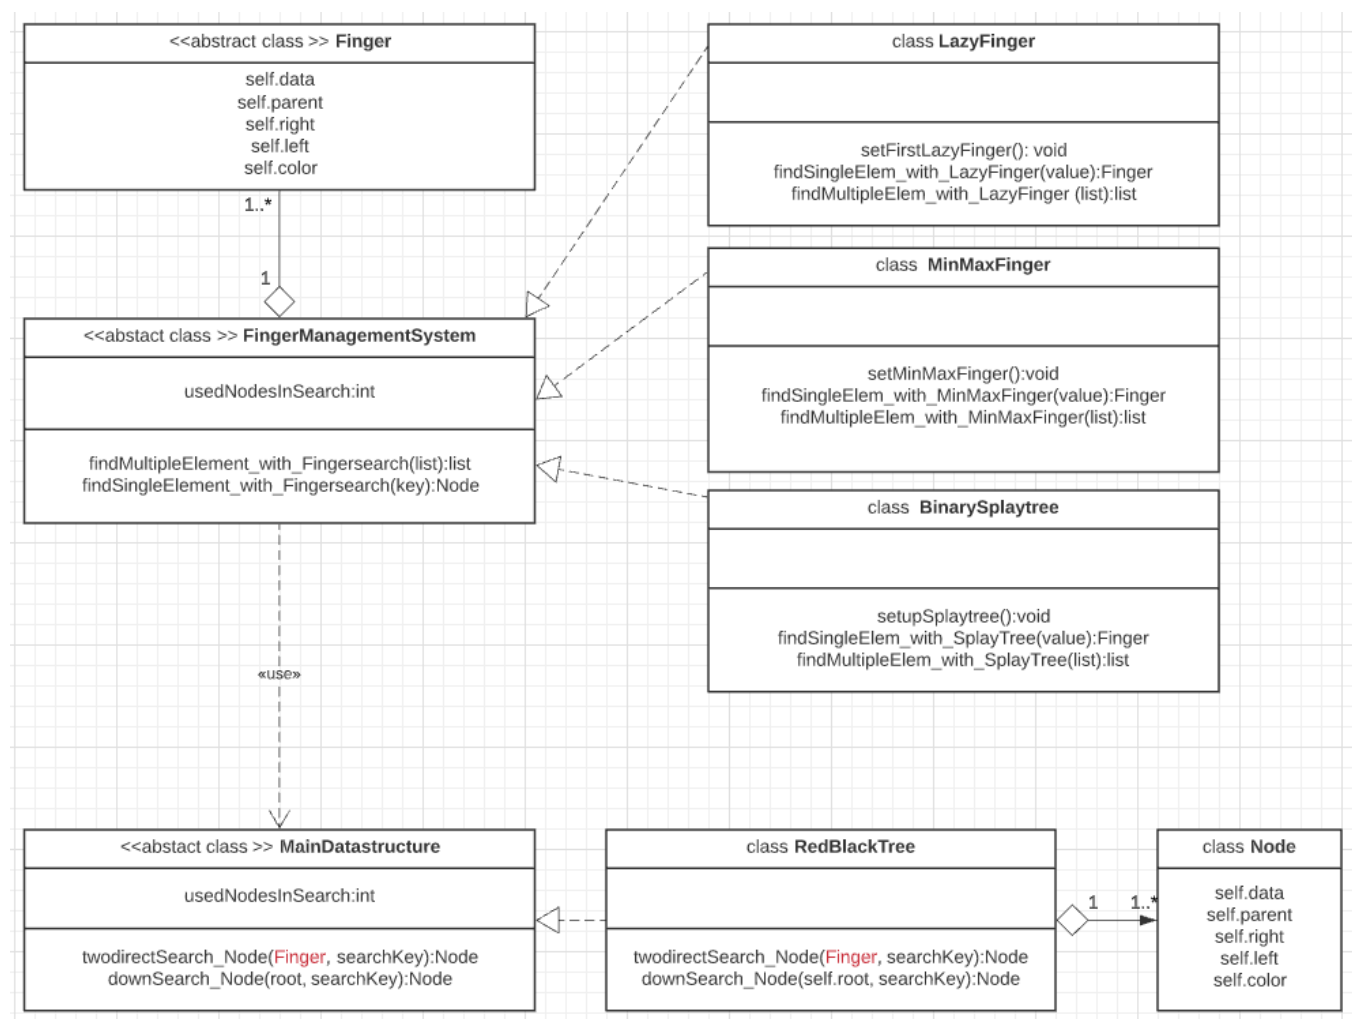 <<abstract class >> Finger
self.data
self.parent
self.right
self.left
self.color
1..*
1
<<abstact class >> FingerManagementSystem
usedNodesInSearch:int
findMultipleElement_with_Fingersearch(list):list
findSingleElement_with_Fingersearch(key):Node
class LazyFinger
setFirstLazyFinger(): void
findSingleElem_with_LazyFinger(value):Finger
findMultipleElem_with_LazyFinger (list):list
class MinMaxFinger
setMinMaxFinger():void
findSingleElem_with_MinMaxFinger(value):Finger
findMultipleElem_with_MinMaxFinger(list):list
class BinarySplaytree
setupSplaytree():void
findSingleElem_with_SplayTree(value):Finger
findMultipleElem_with_SplayTree(list):list
«use»
<<abstact class >> MainDatastructure
usedNodesInSearch:int
twodirectSearch_Node(Finger, searchKey):Node
downSearch_Node(root, searchKey):Node
class RedBlackTree
twodirectSearch_Node(Finger, searchKey):Node
downSearch_Node(self.root, searchKey):Node
1
1..*
class Node
self.data
self.parent
self.right
self.left
self.color